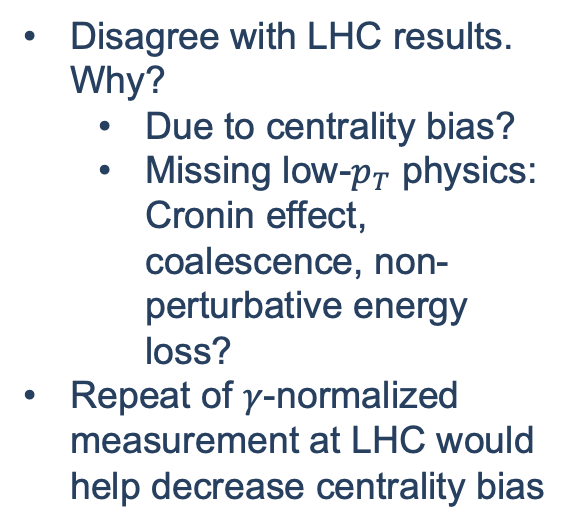 • Disagree with LHC results.
Why?
• Due to centrality bias?
• Missing low-𝑝𝑇 physics:
Cronin effect,
coalescence, non-
perturbative energy
loss?
• Repeat of 𝛾-normalized
measurement at LHC would
help decrease centrality bias